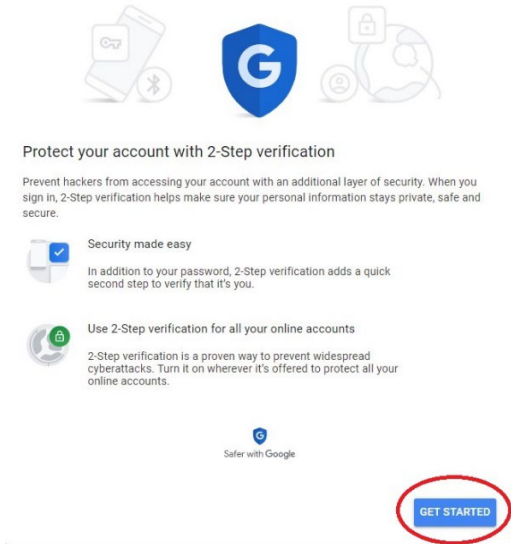 G
Protect your account with 2-Step verification
Prevent hackers from accessing your account with an additional layer of security. When you
sign in, 2-Step verification helps make sure your personal information stays private, safe and
secure.
Security made easy
In addition to your password, 2-Step verification adds a quick
second step to verify that it's you.
Use 2-Step verification for all your online accounts
2-Step verification is a proven way to prevent widespread
cyberattacks. Turn it on wherever it's offered to protect all your
online accounts.
G
Safer with Google
GET STARTED